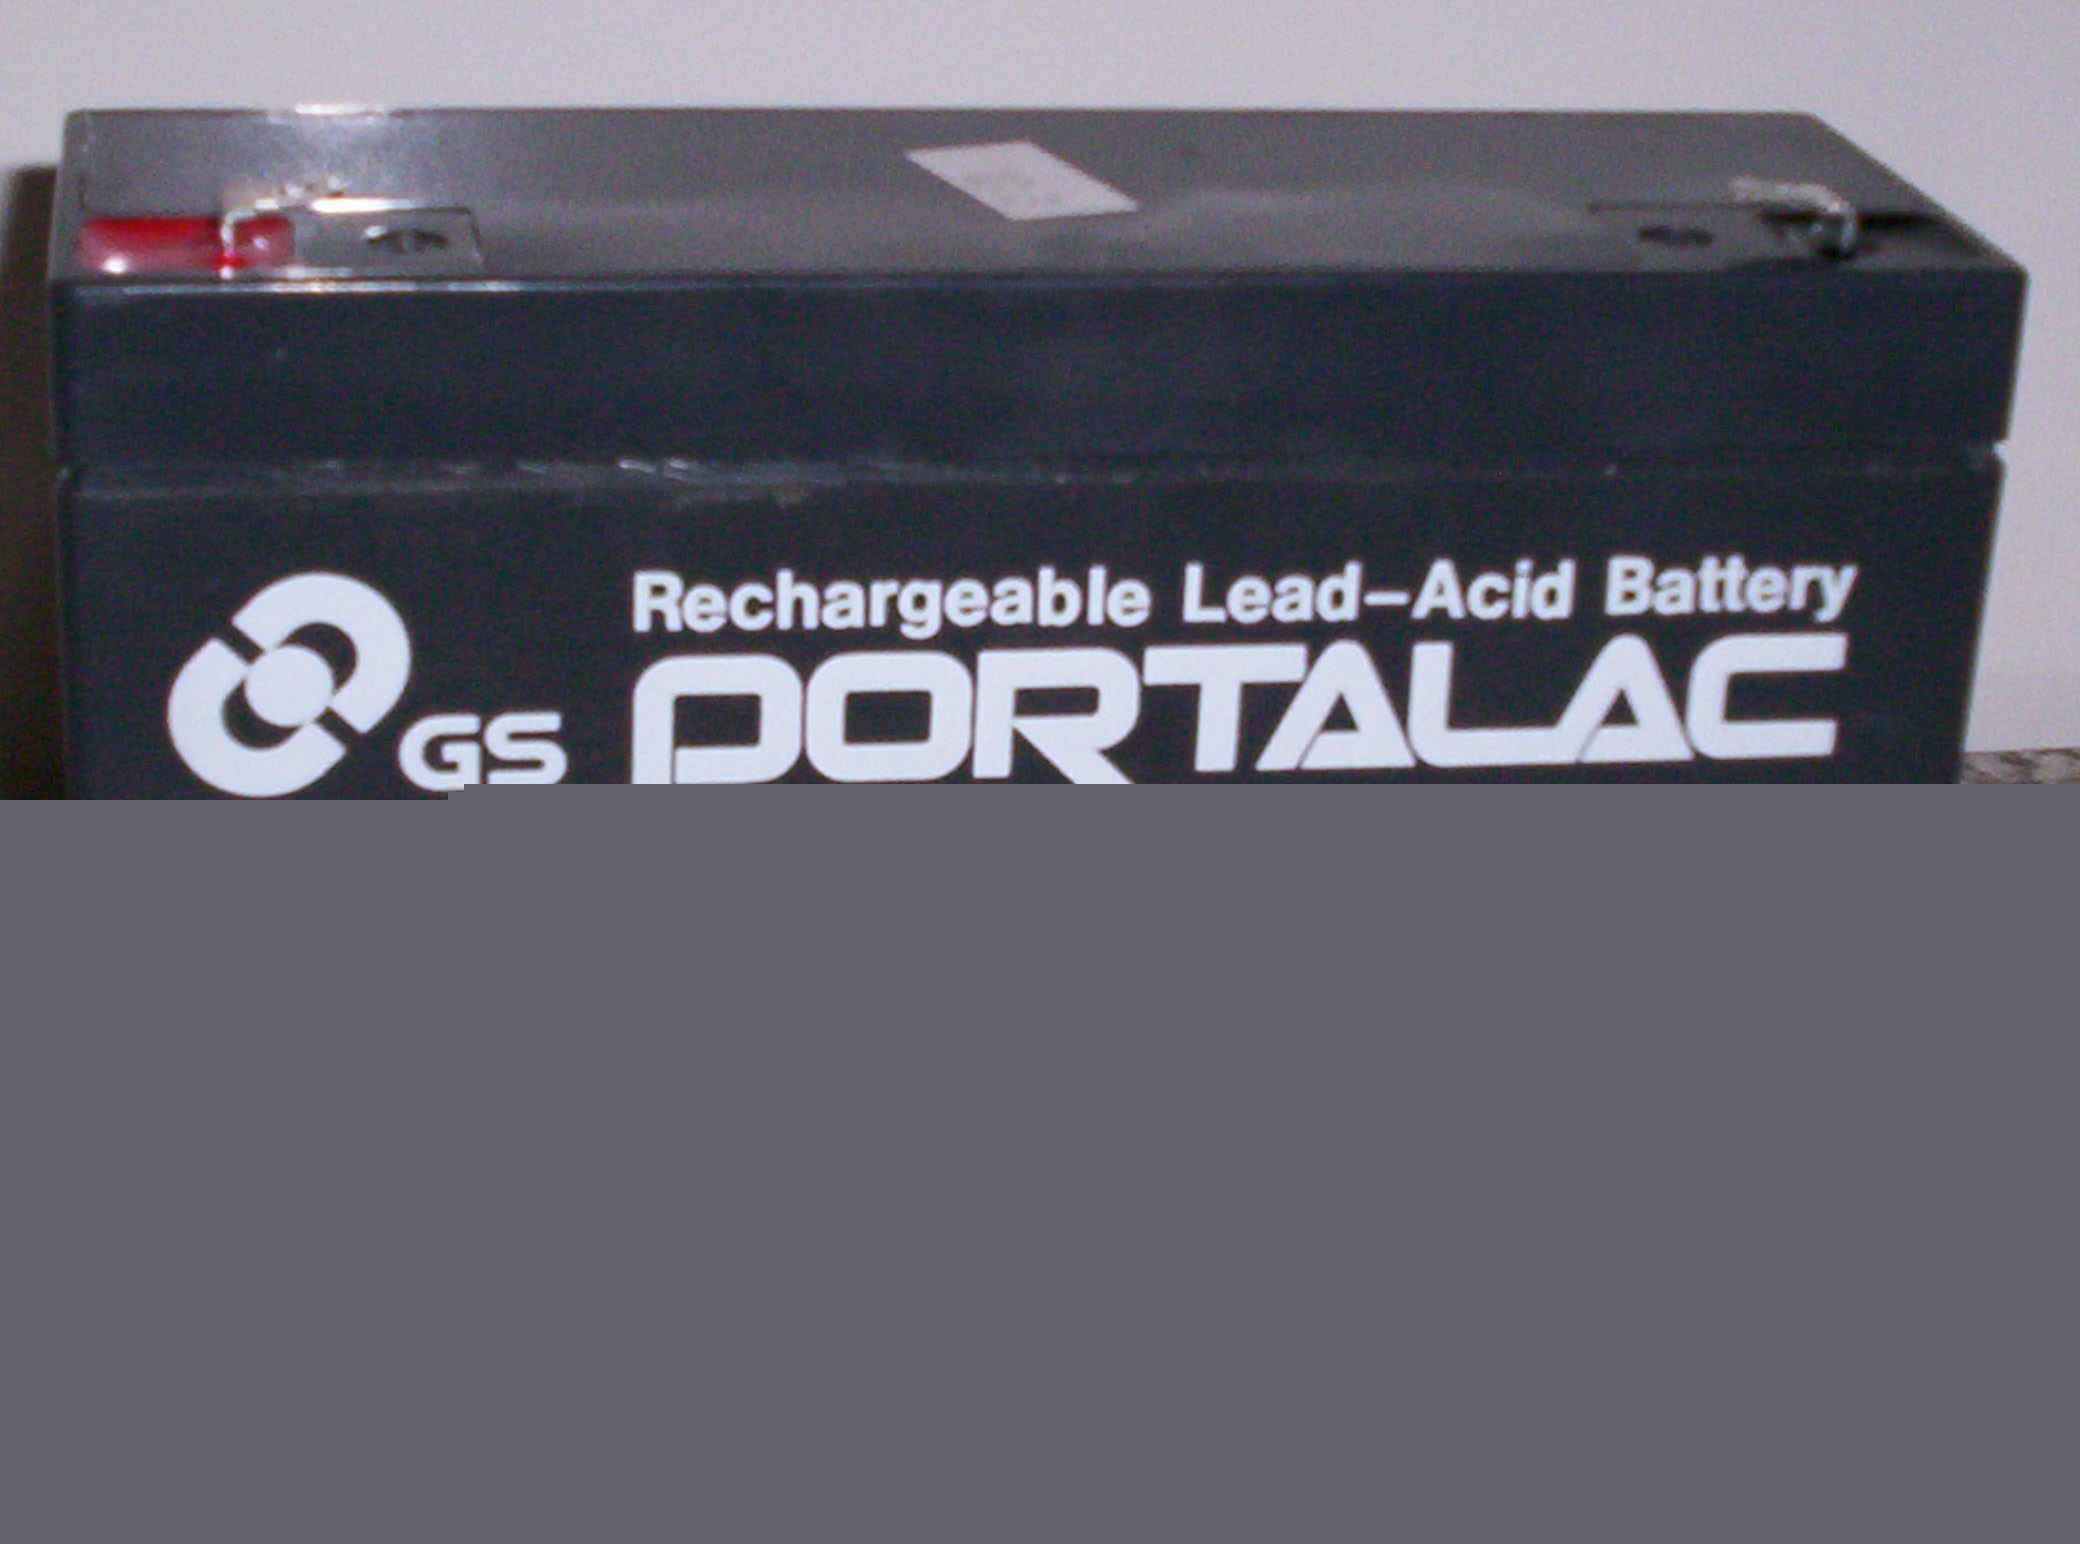 Rechargeable Lead-Acid Battery
GS PORTALAC